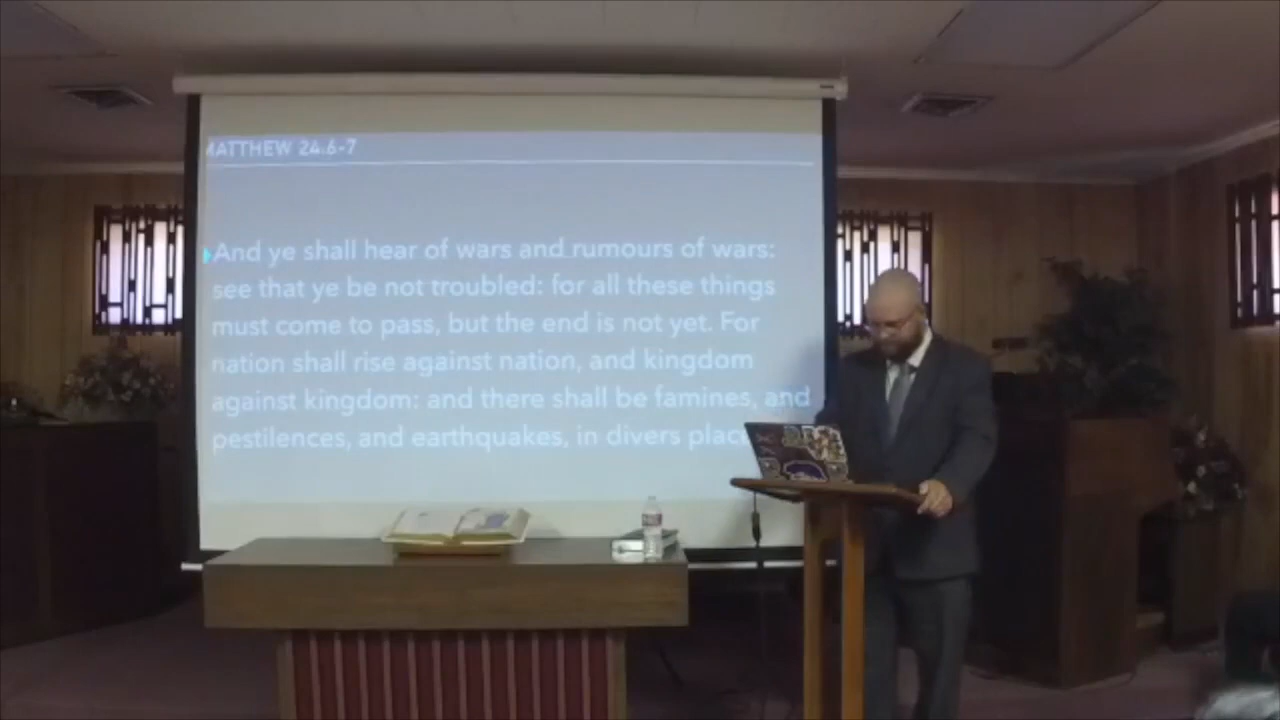 MATTHEW 24.6-7
And ye shall hear of wars and rumours of wars:
see that ye be not troubled: for all these things
must come to pass, but the end is not yet. For
nation shall rise against nation, and kingdom
against kingdom: and there shall be famines, and
pestilences, and earthquakes, in divers plac